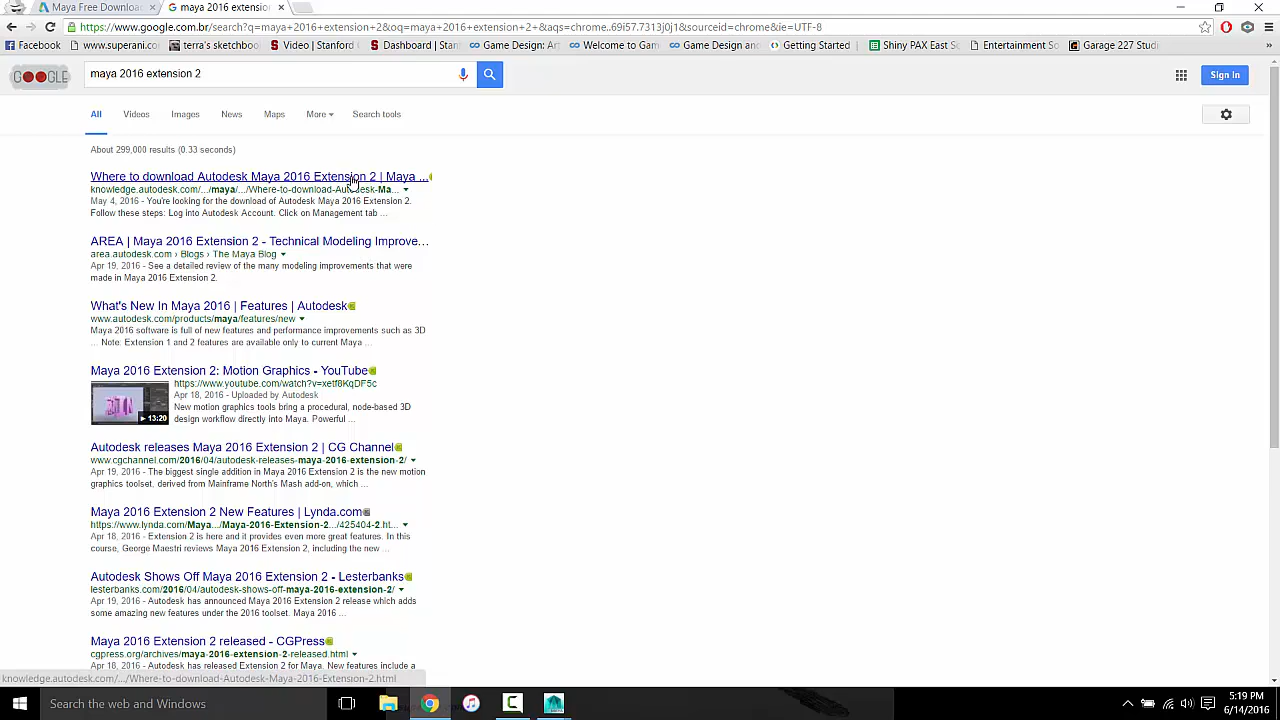 Maya Free Download
maya 2016 extension
https://www.google.com.br/search?q=maya+2016+extension+2&oq=maya+2016+extension+2+&aqs=chrome..69i57.7313j0j1&sourceid=chrome&ie=UTF-8
Facebook www.superani.co terra's sketchbo Video | Stanford Dashboard | Stan Game Design: Art Welcome to Gam Game Design and Getting Started Shiny PAX East Su Entertainment So Garage 227 Studi
GOOGLE
maya 2016 extension 2
Sign In
All Videos Images News Maps More Search tools
About 299,000 results (0.33 seconds)
Where to download Autodesk Maya 2016 Extension 2 | Maya ...
knowledge.autodesk.com/.../maya/.../Where-to-download-Autodesk-Ma...
May 4, 2016 - You're looking for the download of Autodesk Maya 2016 Extension 2.
Follow these steps: Log into Autodesk Account. Click on Management tab ...
AREA | Maya 2016 Extension 2 - Technical Modeling Improve...
area.autodesk.com › Blogs › The Maya Blog
Apr 19, 2016 - See a detailed review of the many modeling improvements that were
made in Maya 2016 Extension 2.
What's New In Maya 2016 | Features | Autodesk
www.autodesk.com/products/maya/features/new
Maya 2016 software is full of new features and performance improvements such as 3D
... Note: Extension 1 and 2 features are available only to current Maya ...
Maya 2016 Extension 2: Motion Graphics - YouTube
https://www.youtube.com/watch?v=xetf8KqDF5c
Apr 18, 2016 - Uploaded by Autodesk
New motion graphics tools bring a procedural, node-based 3D
design workflow directly into Maya. Powerful ...
13:20
Autodesk releases Maya 2016 Extension 2 | CG Channel
www.cgchannel.com/2016/04/autodesk-releases-maya-2016-extension-2/
Apr 19, 2016 - The biggest single addition in Maya 2016 Extension 2 is the new motion
graphics toolset, derived from Mainframe North's Mash add-on, which ...
Maya 2016 Extension 2 New Features | Lynda.com
https://www.lynda.com/Maya.../Maya-2016-Extension-2.../425404-2.ht...
Apr 18, 2016 - Extension 2 is here and it provides even more great features. In this
course, George Maestri reviews Maya 2016 Extension 2, including the new ...
Autodesk Shows Off Maya 2016 Extension 2 - Lesterbanks
lesterbanks.com/2016/04/autodesk-shows-off-maya-2016-extension-2/
Apr 19, 2016 - Autodesk has announced Maya 2016 Extension 2 release which adds
some amazing new features under the 2016 toolset. Maya 2016 ...
Maya 2016 Extension 2 released - CGPress
cgpress.org/archives/maya-2016-extension-2-released.html
Apr 18, 2016 - Autodesk has released Extension 2 for Maya. New features include a
knowledge.autodesk.com/.../Where-to-download-Autodesk-Maya-2016-Extension-2.html
Search the web and Windows
5:19 PM
6/14/2016